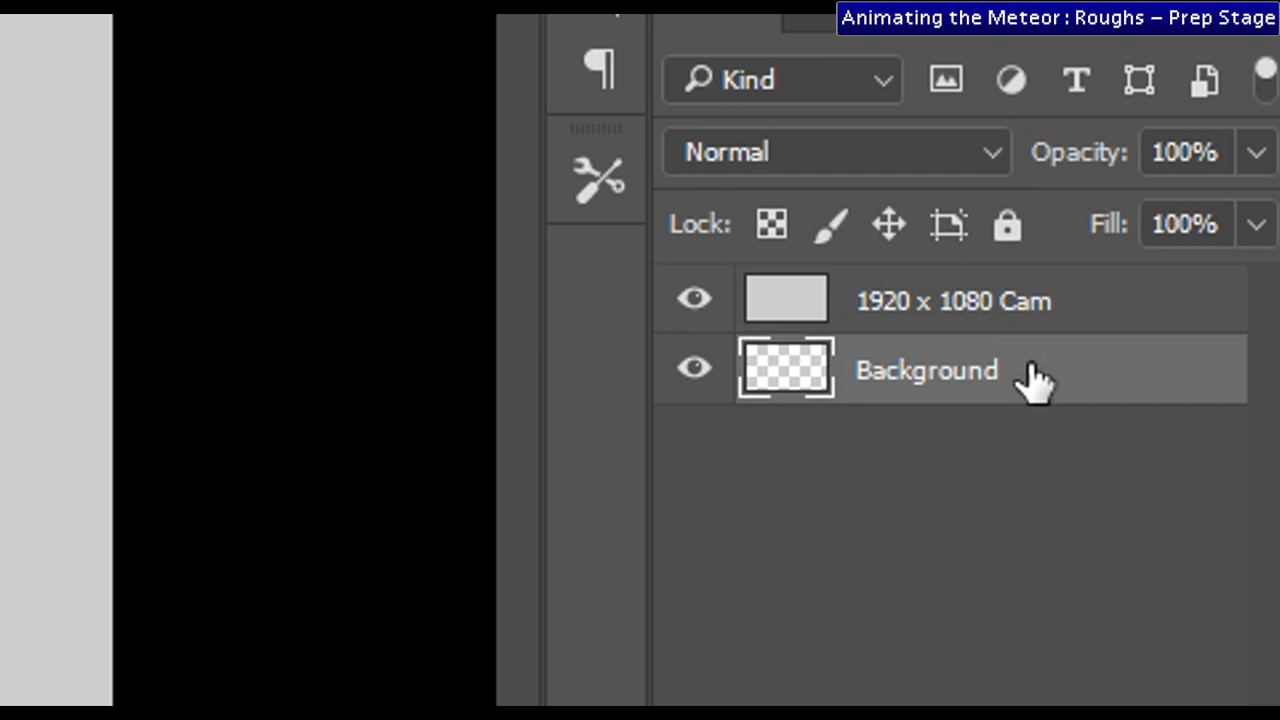 Animating the Meteor : Roughs – Prep Stage
Kind
Normal
Opacity: 100%
Lock:
Fill: 100%
1920 x 1080 Cam
Background